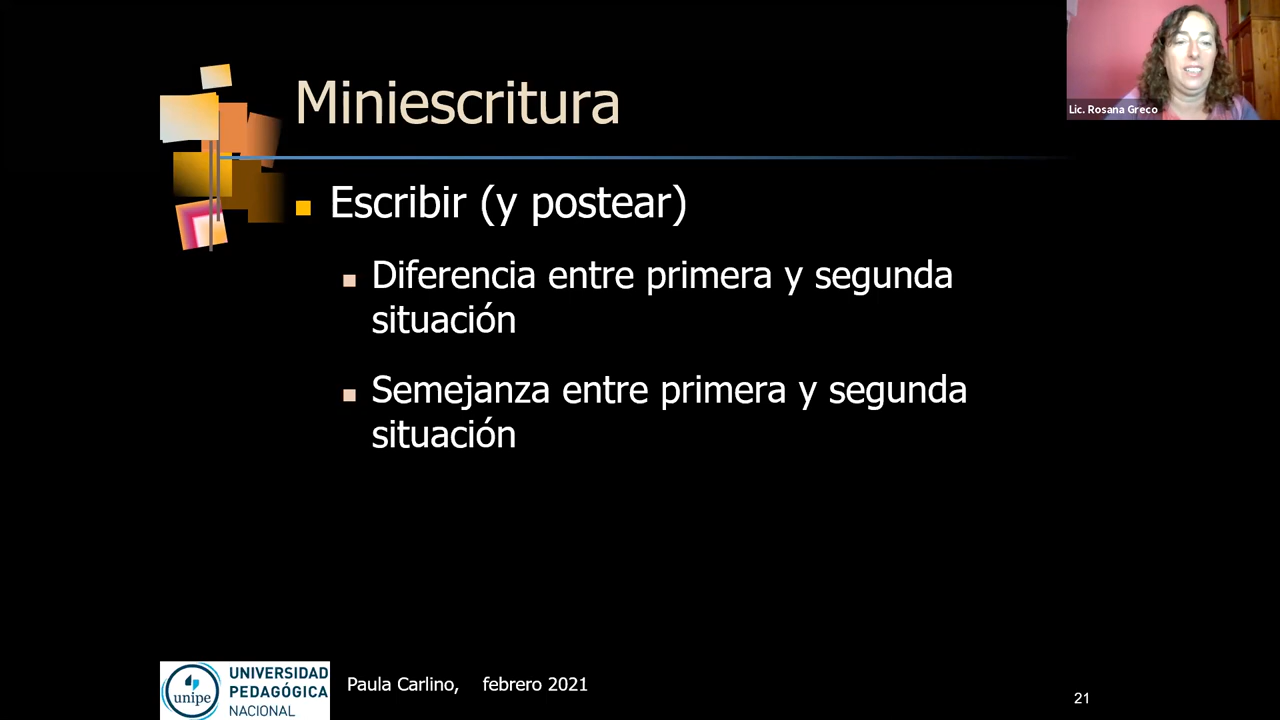 Lic. Rosana Greco
Miniescritura
Escribir (y postear)
Diferencia entre primera y segunda
situación
Semejanza entre primera y segunda
situación
unipe
UNIVERSIDAD
PEDAGÓGICA
NACIONAL
Paula Carlino, febrero 2021
21